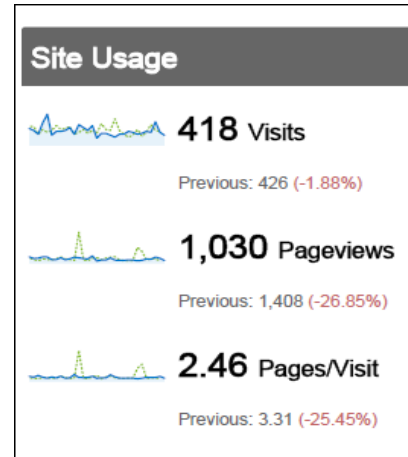 Site Usage
418 Visits
Previous: 426 (-1.88%)
1,030 Pageviews
Previous: 1,408 (-26.85%)
2.46 Pages/Visit
Previous: 3.31 (-25.45%)